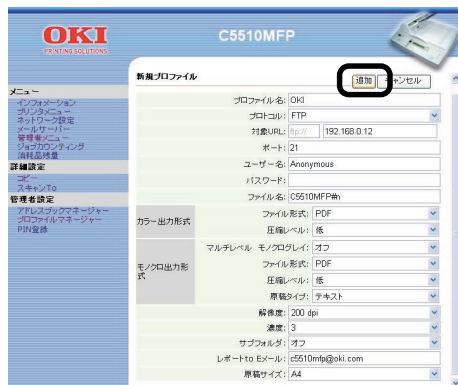 OKI
PRINTING SOLUTIONS
C5510MFP
新規プロファイル
追加
キャンセル
メニュー
インフォメーション
プリンタメニュー
ネットワーク設定
メールサーバー
管理者メニュー
ジョブカウンティング
消耗品残量
詳細設定
コピー
スキャンTo
管理者設定
アドレスブックマネージャー
プロファイルマネージャー
PIN登録
プロファイル名: OKI
プロトコル: FTP
対象URL: ftp:// 192.168.0.12
ポート: 21
ユーザー名: Anonymous
パスワード:
ファイル名: C5510MFP#n
カラー出力形式
ファイル形式: PDF
圧縮レベル: 低
モノクロ出力形式
マルチレベル モノクログレイ: オフ
ファイル形式: PDF
圧縮レベル: 低
原稿タイプ: テキスト
解像度: 200 dpi
濃度: 3
サブフォルダ: オフ
レポートto Eメール: c5510mfp@oki.com
原稿サイズ: A4